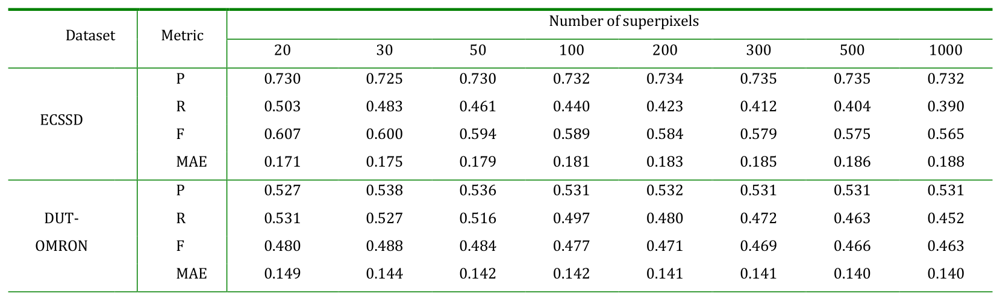 Dataset Metric Number of superpixels
20 30 50 100 200 300 500 1000
ECSSD
P 0.730 0.725 0.730 0.732 0.734 0.735 0.735 0.732
R 0.503 0.483 0.461 0.440 0.423 0.412 0.404 0.390
F 0.607 0.600 0.594 0.589 0.584 0.579 0.575 0.565
MAE 0.171 0.175 0.179 0.181 0.183 0.185 0.186 0.188
DUT-
OMRON
P 0.527 0.538 0.536 0.531 0.532 0.531 0.531 0.531
R 0.531 0.527 0.516 0.497 0.480 0.472 0.463 0.452
F 0.480 0.488 0.484 0.477 0.471 0.469 0.466 0.463
MAE 0.149 0.144 0.142 0.142 0.141 0.141 0.140 0.140